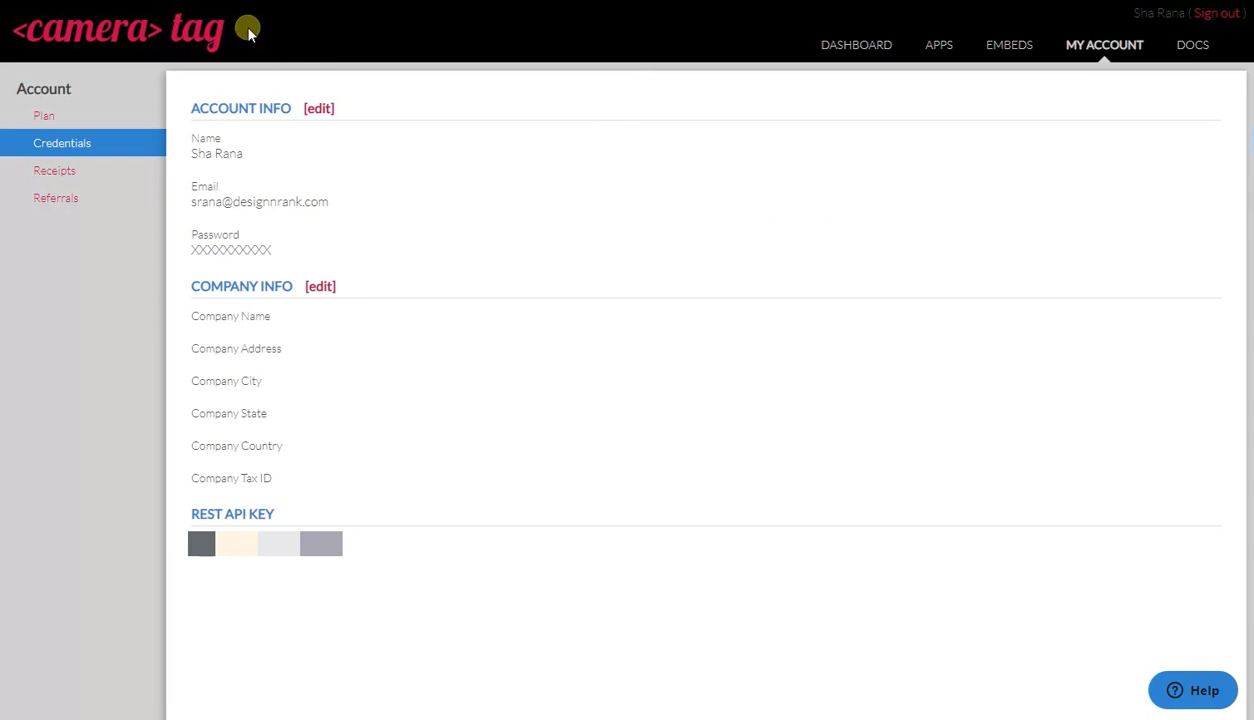 <camera> tag
Sha Rana ( Sign out )
DASHBOARD APPS EMBEDS MY ACCOUNT DOCS
Account
Plan
Credentials
Receipts
Referrals
ACCOUNT INFO [edit]
Name
Sha Rana
Email
srana@designnrank.com
Password
XXXXXXXXXX
COMPANY INFO [edit]
Company Name
Company Address
Company City
Company State
Company Country
Company Tax ID
REST API KEY
Help